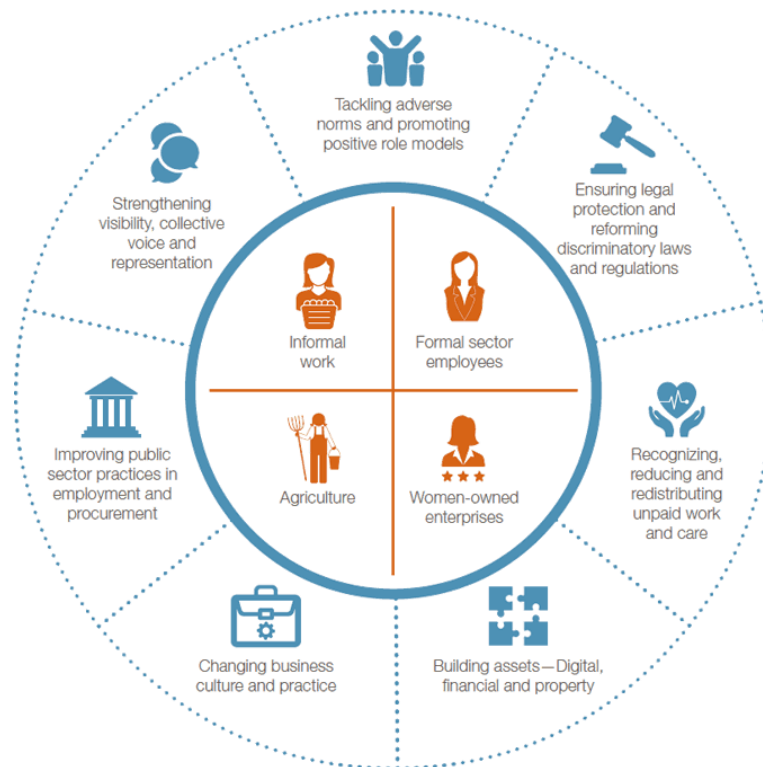 Tackling adverse
norms and promoting
positive role models
Ensuring legal
protection and
reforming
discriminatory laws
and regulations
Recognizing,
reducing and
redistributing
unpaid work
and care
Building assets—Digital,
financial and property
Changing business
culture and practice
Improving public
sector practices in
employment and
procurement
Strengthening
visibility, collective
voice and
representation
Informal
work
Formal sector
employees
Agriculture
Women-owned
enterprises